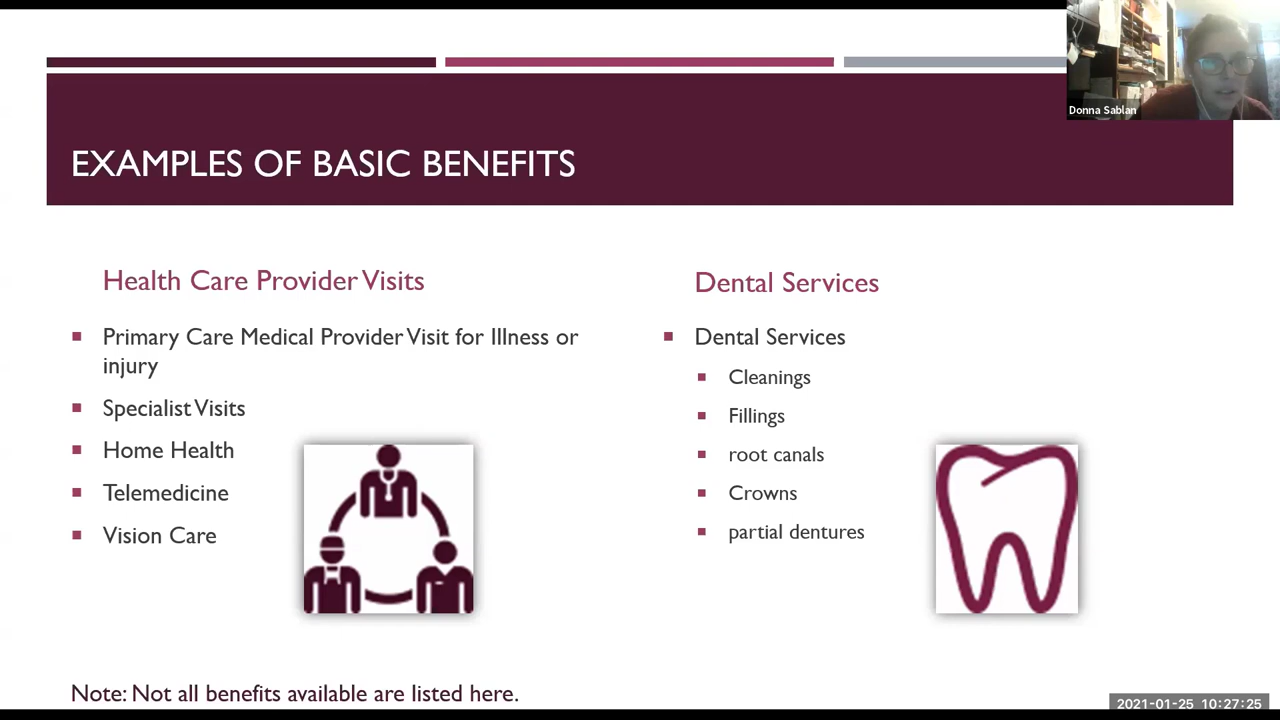 Donna Sablan
EXAMPLES OF BASIC BENEFITS
Health Care Provider Visits
Primary Care Medical Provider Visit for Illness or
injury
Specialist Visits
Home Health
Telemedicine
Vision Care
Dental Services
Dental Services
Cleanings
Fillings
root canals
Crowns
partial dentures
Note: Not all benefits available are listed here.
2021-01-25 10:27:25